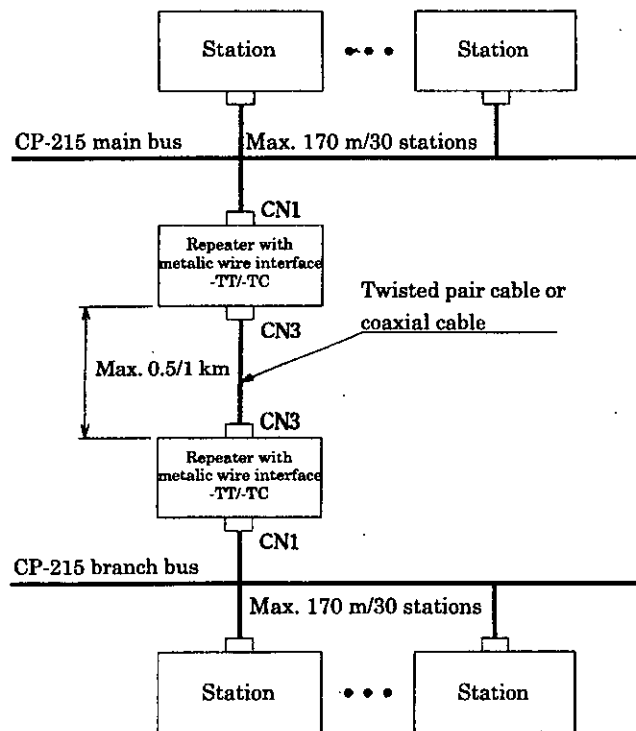 Station
Station
CP-215 main bus
Max. 170 m/30 stations
CN1
Repeater with
metalic wire interface
-TT/-TC
Twisted pair cable or
coaxial cable
CN3
Max. 0.5/1 km
CN3
Repeater with
metalic wire interface
-TT/-TC
CN1
CP-215 branch bus
Max. 170 m/30 stations
Station
Station